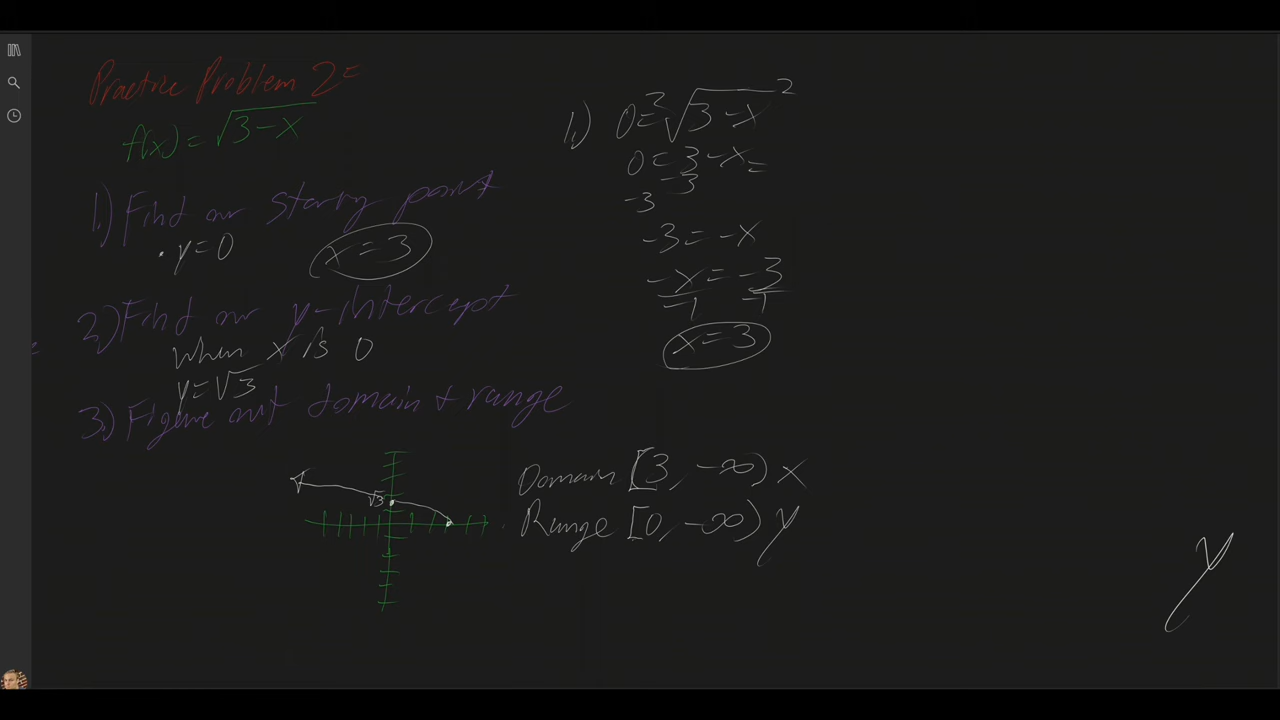 Practice Problem 2=
f(x) = √3-x
1.) Find our starting point
• y = 0
x = 3
2.) Find our y-intercept
when x is 0
y = √3
3.) Figure out domain + range
√3
1.) 0² = √3-x²
0 = 3-x =
-3 -3
-3 = -x
-x = -3
-1 -1
x = 3
Domain [3, -∞) x
Range [0, -∞) y
y